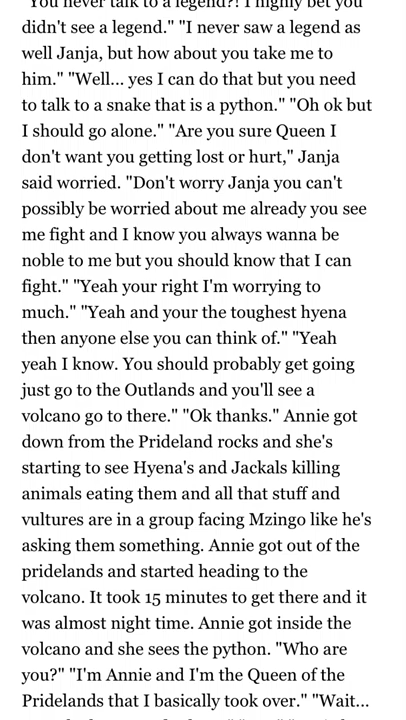 "You never talk to a legend?! I highly bet you
didn't see a legend." "I never saw a legend as
well Janja, but how about you take me to
him." "Well... yes I can do that but you need
to talk to a snake that is a python." "Oh ok but
I should go alone." "Are you sure Queen I
don't want you getting lost or hurt," Janja
said worried. "Don't worry Janja you can't
possibly be worried about me already you see
me fight and I know you always wanna be
noble to me but you should know that I can
fight." "Yeah your right I'm worrying to
much." "Yeah and your the toughest hyena
then anyone else you can think of." "Yeah
yeah I know. You should probably get going
just go to the Outlands and you'll see a
volcano go to there." "Ok thanks." Annie got
down from the Prideland rocks and she's
starting to see Hyena's and Jackals killing
animals eating them and all that stuff and
vultures are in a group facing Mzingo like he's
asking them something. Annie got out of the
pridelands and started heading to the
volcano. It took 15 minutes to get there and it
was almost night time. Annie got inside the
volcano and she sees the python. "Who are
you?" "I'm Annie and I'm the Queen of the
Pridelands that I basically took over." "Wait...